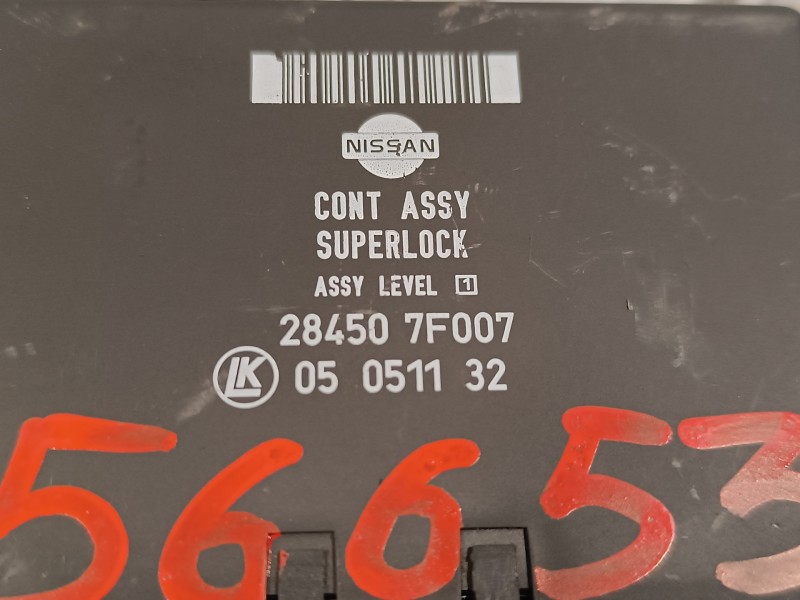 NISSAN
CONT ASSY
SUPERLOCK
ASSY LEVEL 1
28450 7F007
LK 05 0511 32
56653